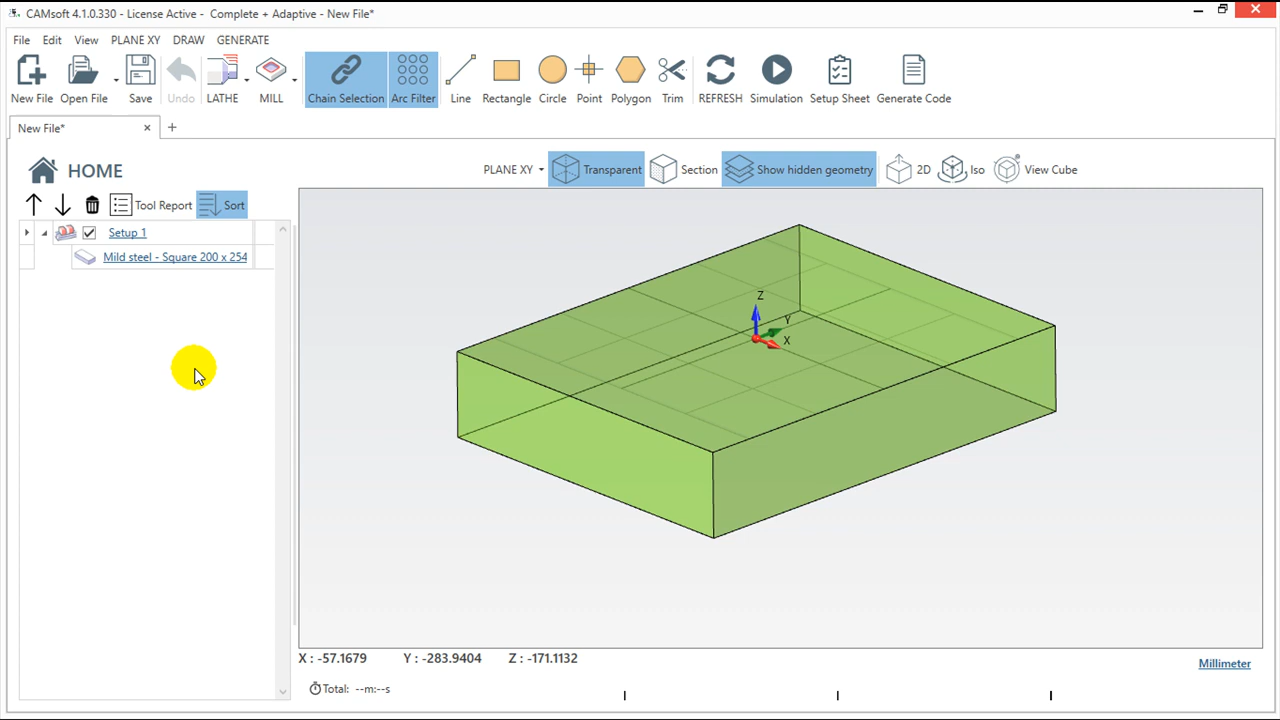 CAMsoft 4.1.0.330 - License Active -  Complete + Adaptive - New File*
File Edit View PLANE XY DRAW GENERATE
New File Open File Save Undo LATHE MILL Chain Selection Arc Filter Line Rectangle Circle Point Polygon Trim REFRESH Simulation Setup Sheet Generate Code
New File* × +
HOME
PLANE XY Transparent Section Show hidden geometry 2D Iso View Cube
Tool Report Sort
Setup 1
Mild steel - Square 200 x 254
Z
Y
X
X : -57.1679 Y : -283.9404 Z : -171.1132
Millimeter
Total: --m:--s